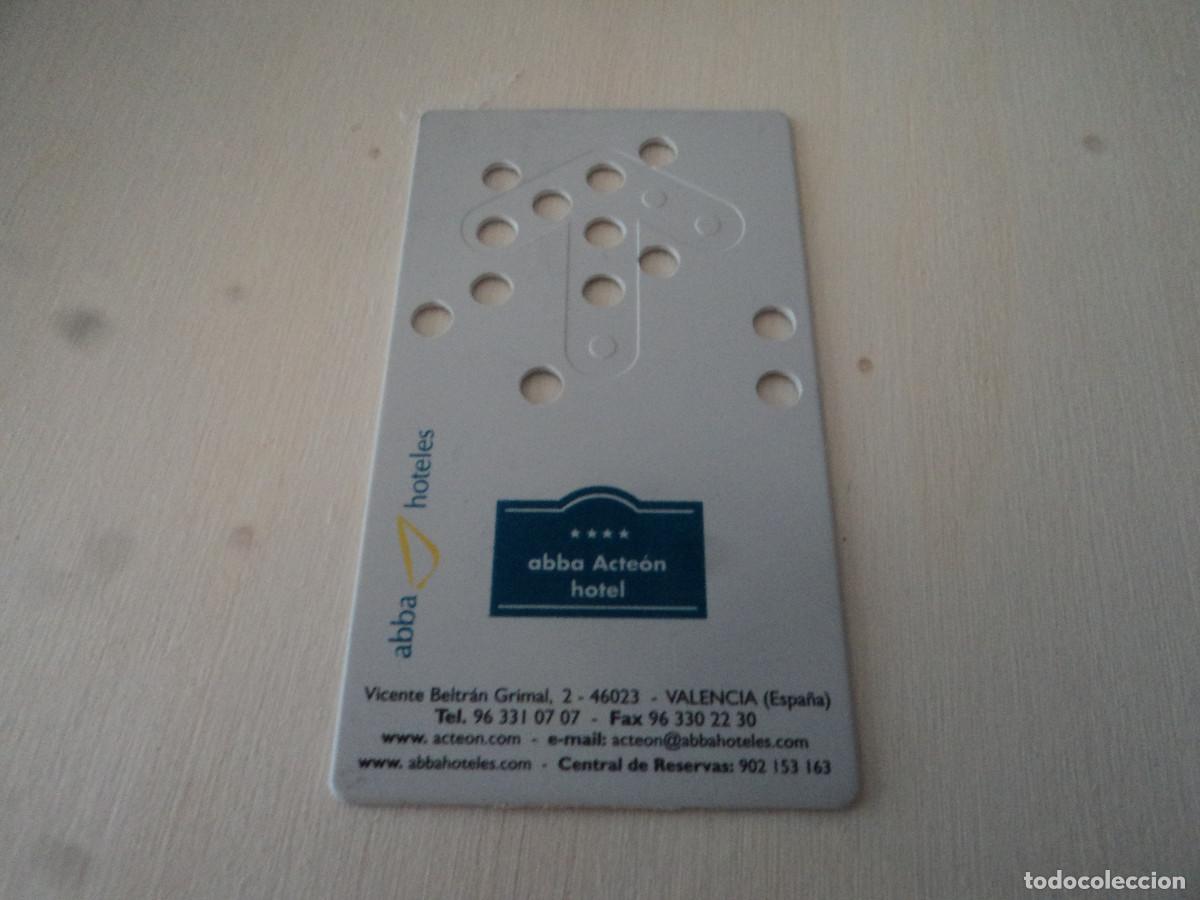 abba hoteles
★★★★
abba Acteón
hotel
Vicente Beltrán Grimal, 2 - 46023 - VALENCIA (España)
Tel. 96 331 07 07 - Fax 96 330 22 30
www. acteon.com - e-mail: acteon@abbahoteles.com
www. abbahoteles.com - Central de Reservas: 902 153 163
todocoleccion